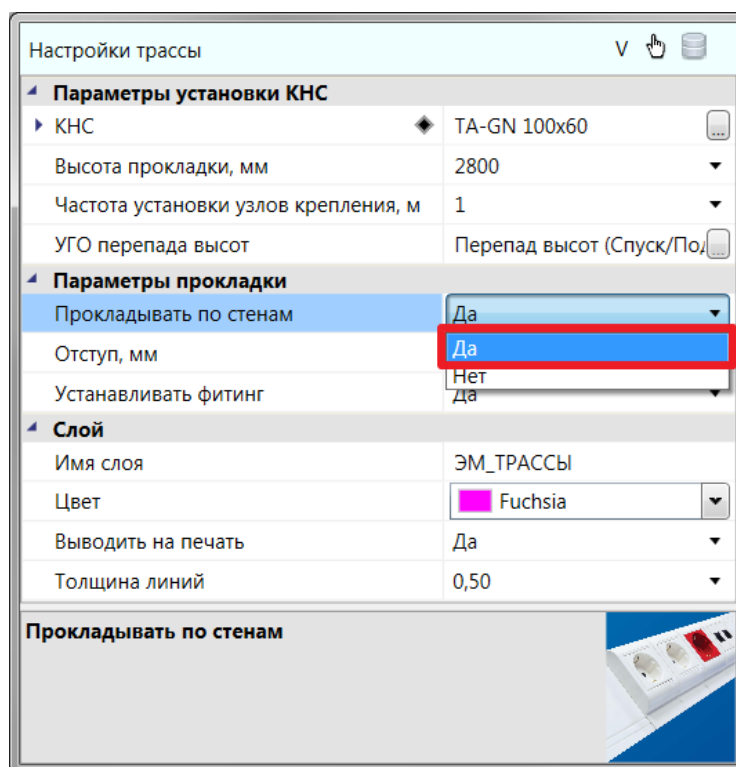 Настройки трассы V
Параметры установки КНС
КНС TA-GN 100x60 ...
Высота прокладки, мм 2800
Частота установки узлов крепления, м 1
УГО перепада высот Перепад высот (Спуск/Под ...
Параметры прокладки
Прокладывать по стенам Да
Отступ, мм Да
Нет
Устанавливать фитинг Да
Слой
Имя слоя ЭМ_ТРАССЫ
Цвет Fuchsia
Выводить на печать Да
Толщина линий 0,50
Прокладывать по стенам